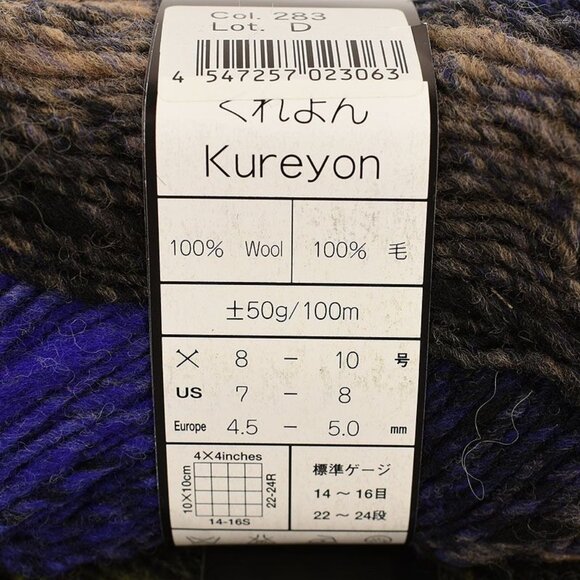 Col. 283
Lot. D
4 547257 023063
くれよん
Kureyon
100% Wool 100% 毛
±50g/100m
8 – 10 号
US 7 – 8
Europe 4.5 – 5.0 mm
4×4inches
10×10cm
22-24R
14-16S
標準ゲージ
14～16目
22～24段